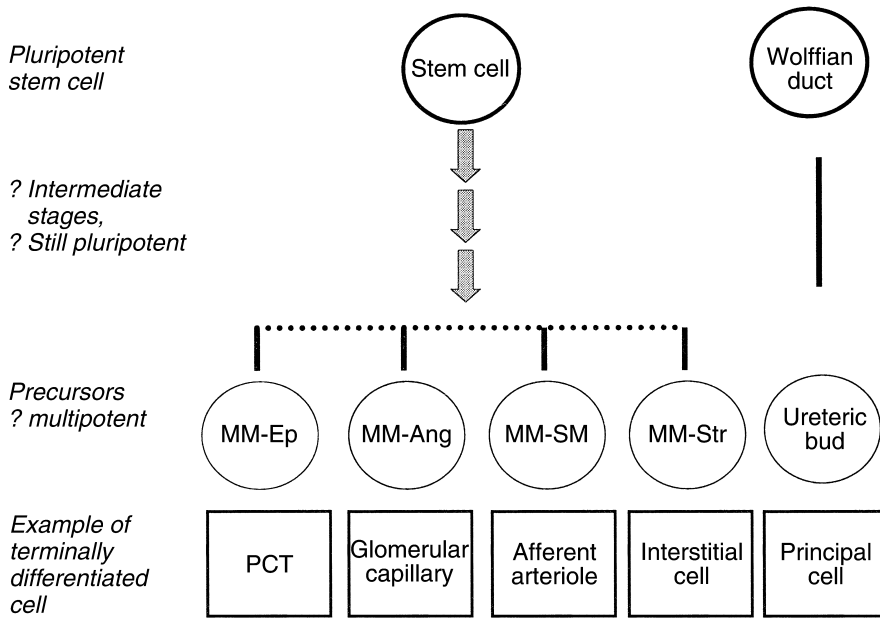 Pluripotent
stem cell
Stem cell
Wolffian
duct
? Intermediate
stages,
? Still pluripotent
Precursors
? multipotent
MM-Ep
MM-Ang
MM-SM
MM-Str
Ureteric
bud
Example of
terminally
differentiated
cell
PCT
Glomerular
capillary
Afferent
arteriole
Interstitial
cell
Principal
cell